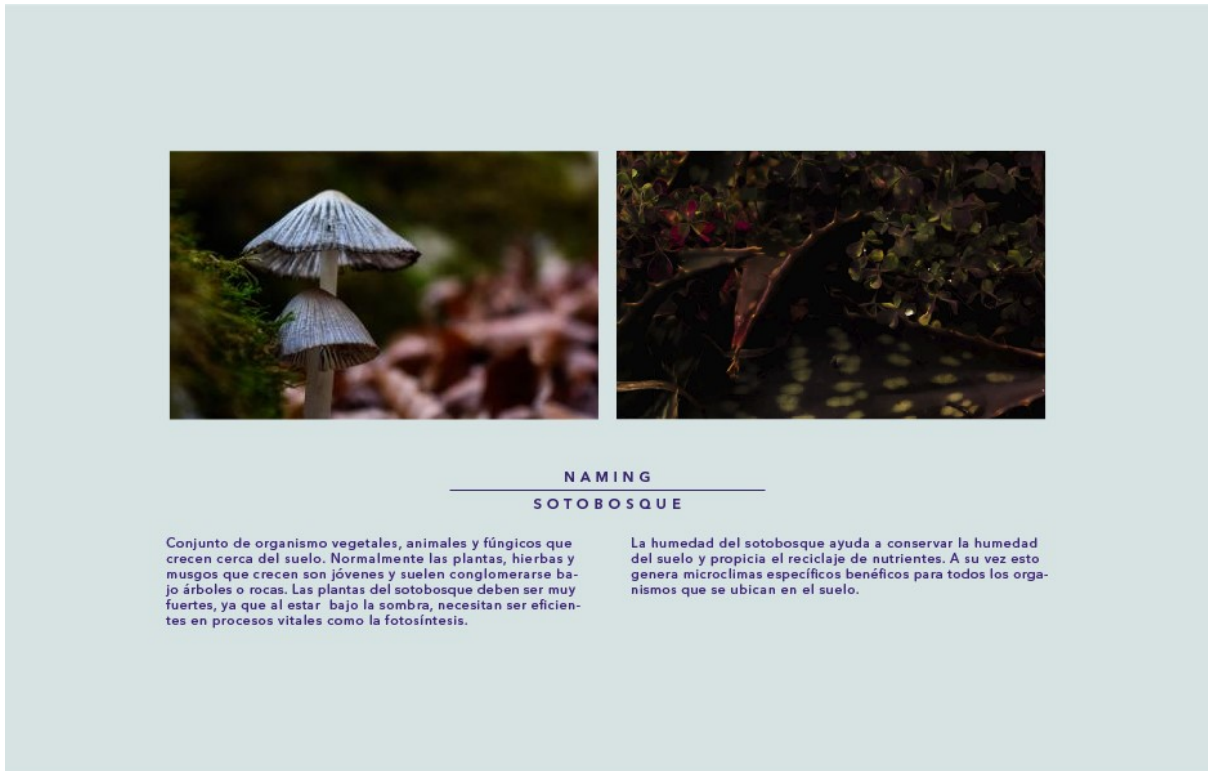 NAMING
SOTOBOSQUE
Conjunto de organismo vegetales, animales y fúngicos que
crecen cerca del suelo. Normalmente las plantas, hierbas y
musgos que crecen son jóvenes y suelen conglomerarse ba-
jo árboles o rocas. Las plantas del sotobosque deben ser muy
fuertes, ya que al estar  bajo la sombra, necesitan ser eficien-
tes en procesos vitales como la fotosíntesis.
La humedad del sotobosque ayuda a conservar la humedad
del suelo y propicia el reciclaje de nutrientes. A su vez esto
genera microclimas específicos benéficos para todos los orga-
nismos que se ubican en el suelo.